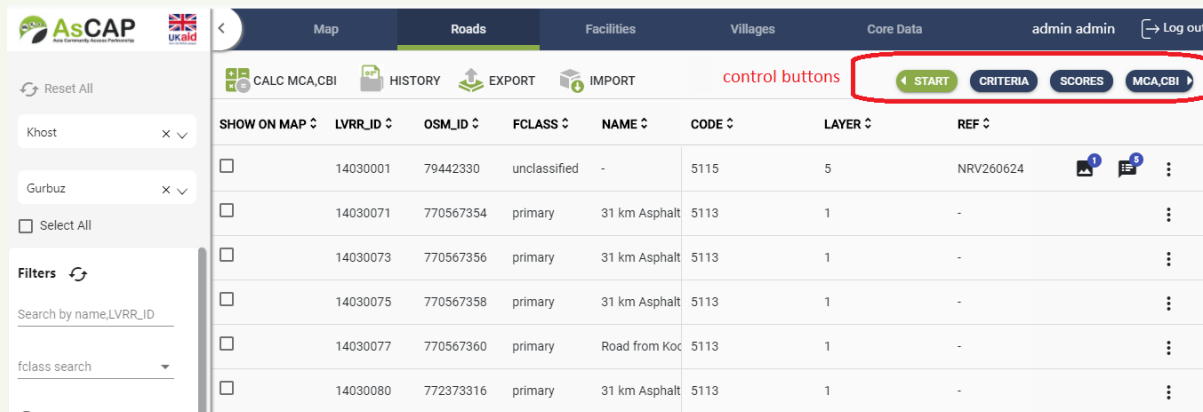 AsCAP
Asia Community Access Partnership
UKaid
Map Roads Facilities Villages Core Data admin admin Log out
Reset All
CALC MCA,CBI HISTORY EXPORT IMPORT control buttons START CRITERIA SCORES MCA,CBI
Khost
Gurbuz
Select All
Filters
Search by name,LVRR_ID
fclass search
SHOW ON MAP LVRR_ID OSM_ID FCLASS NAME CODE LAYER REF
14030001 79442330 unclassified - 5115 5 NRV260624 1 5
14030071 770567354 primary 31 km Asphalt 5113 1 -
14030073 770567356 primary 31 km Asphalt 5113 1 -
14030075 770567358 primary 31 km Asphalt 5113 1 -
14030077 770567360 primary Road from Koc 5113 1 -
14030080 772373316 primary 31 km Asphalt 5113 1 -